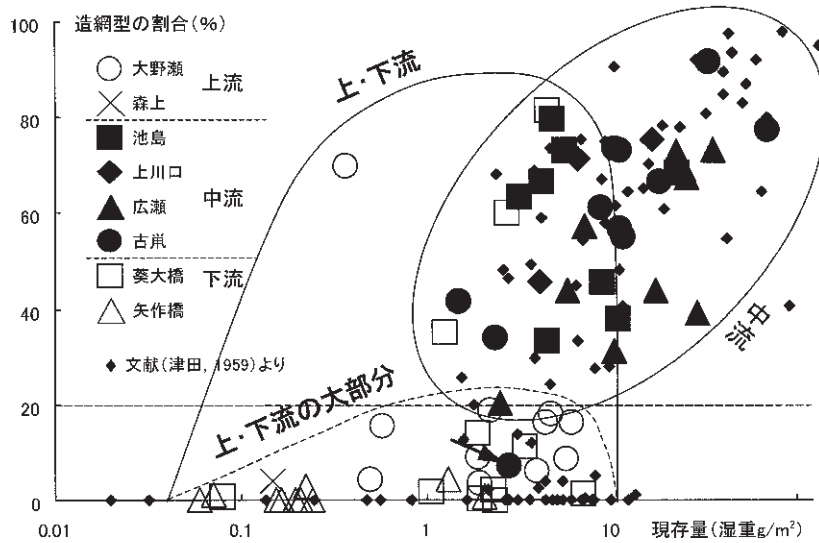 造網型の割合(%)
100
80
60
40
20
0
大野瀬
森上
上流
池島
上川口
広瀬
古鼡
中流
葵大橋
矢作橋
下流
文献(津田, 1959)より
上・下流
中流
上・下流の大部分
0.01
0.1
1
10
現存量(湿重g/m²)